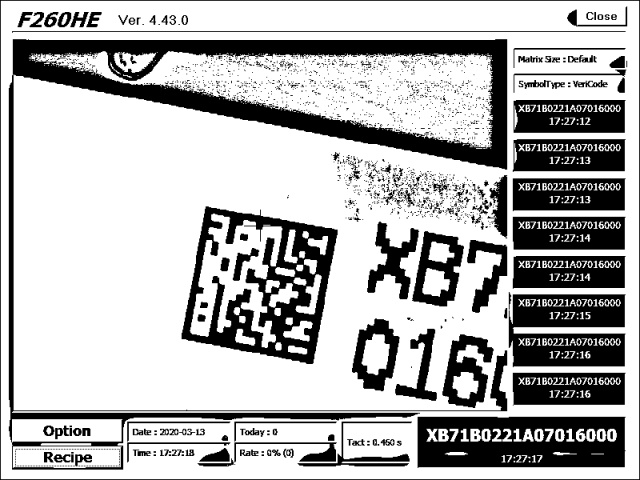 F260HE Ver. 4.43.0
Close
Matrix Size : Default
SymbolType : VeriCode
XB71B0221A07016000
17:27:12
XB71B0221A07016000
17:27:13
XB71B0221A07016000
17:27:13
XB71B0221A07016000
17:27:14
XB71B0221A07016000
17:27:14
XB71B0221A07016000
17:27:15
XB71B0221A07016000
17:27:16
XB71B0221A07016000
17:27:16
XB7
016
Option
Recipe
Date : 2020-03-13
Time : 17:27:18
Today : 0
Rate : 0% (0)
Tact : 0.460 s
XB71B0221A07016000
17:27:17